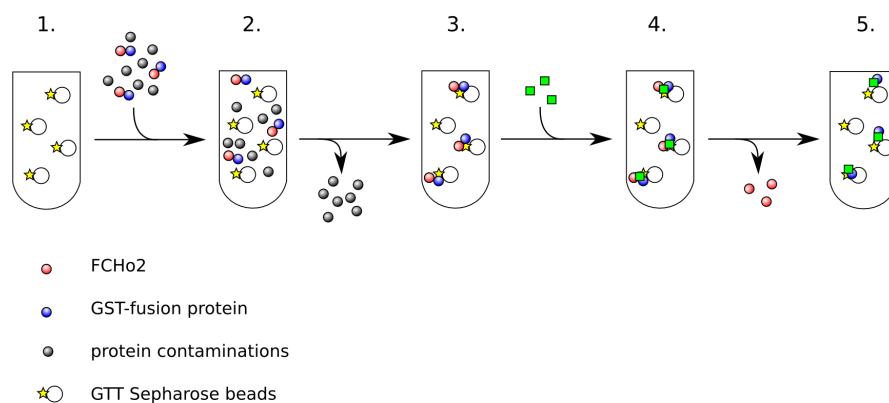 1.
2.
3.
4.
5.
FCHo2
GST-fusion protein
protein contaminations
GTT Sepharose beads